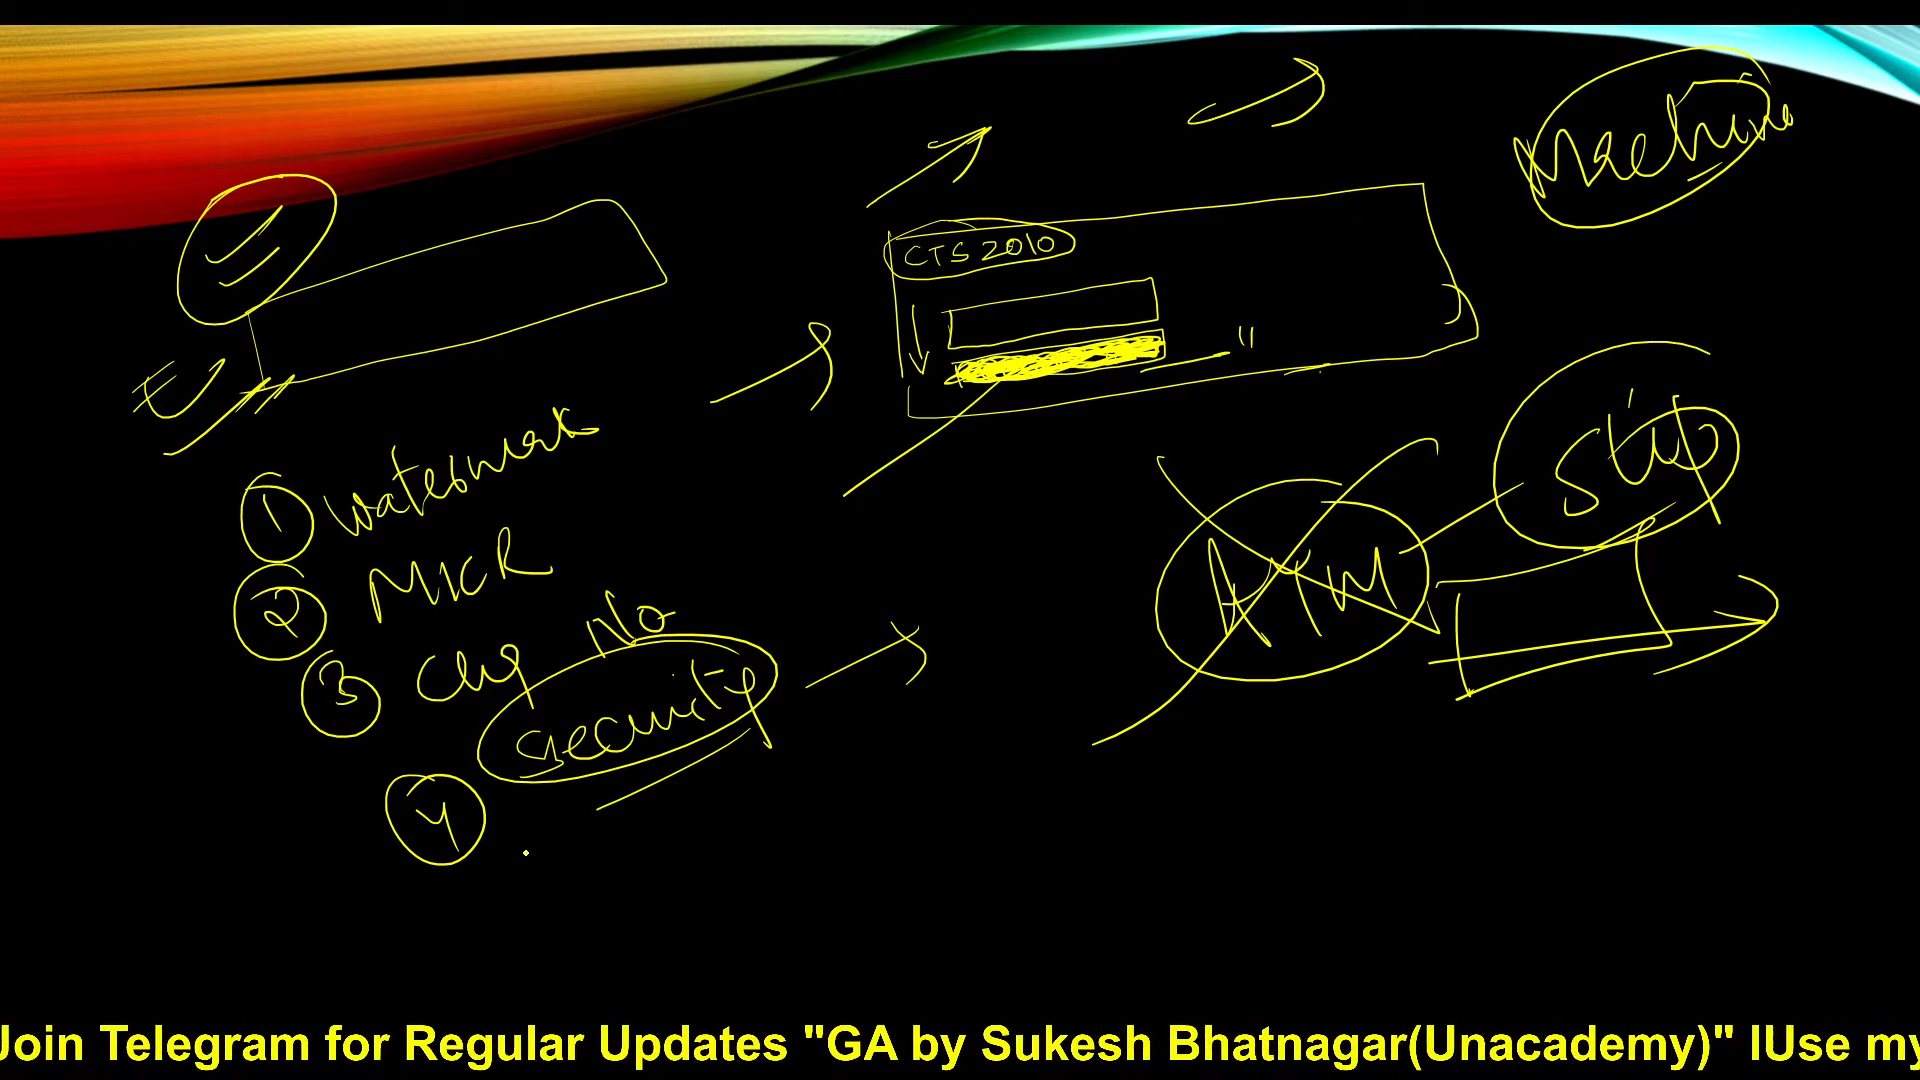 Machine
CTS 2010
"
① watermark
② MICR
③ Chq No
security
④
ATM
Join Telegram for Regular Updates "GA by Sukesh Bhatnagar(Unacademy)" IUse my